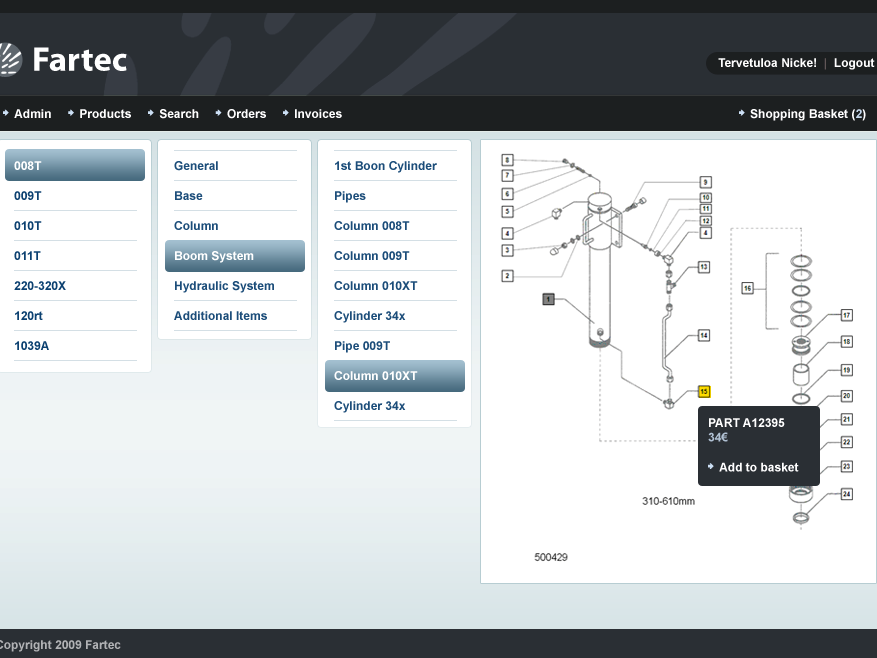 Fartec
Tervetuloa Nicke! | Logout
Admin
Products
Search
Orders
Invoices
Shopping Basket (2)
008T
009T
010T
011T
220-320X
120rt
1039A
General
Base
Column
Boom System
Hydraulic System
Additional Items
1st Boon Cylinder
Pipes
Column 008T
Column 009T
Column 010XT
Cylinder 34x
Pipe 009T
Column 010XT
Cylinder 34x
8
7
6
5
4
3
2
1
9
10
11
12
4
13
14
15
16
17
18
19
20
21
22
23
24
PART A12395
34€
Add to basket
310-610mm
500429
Copyright 2009 Fartec